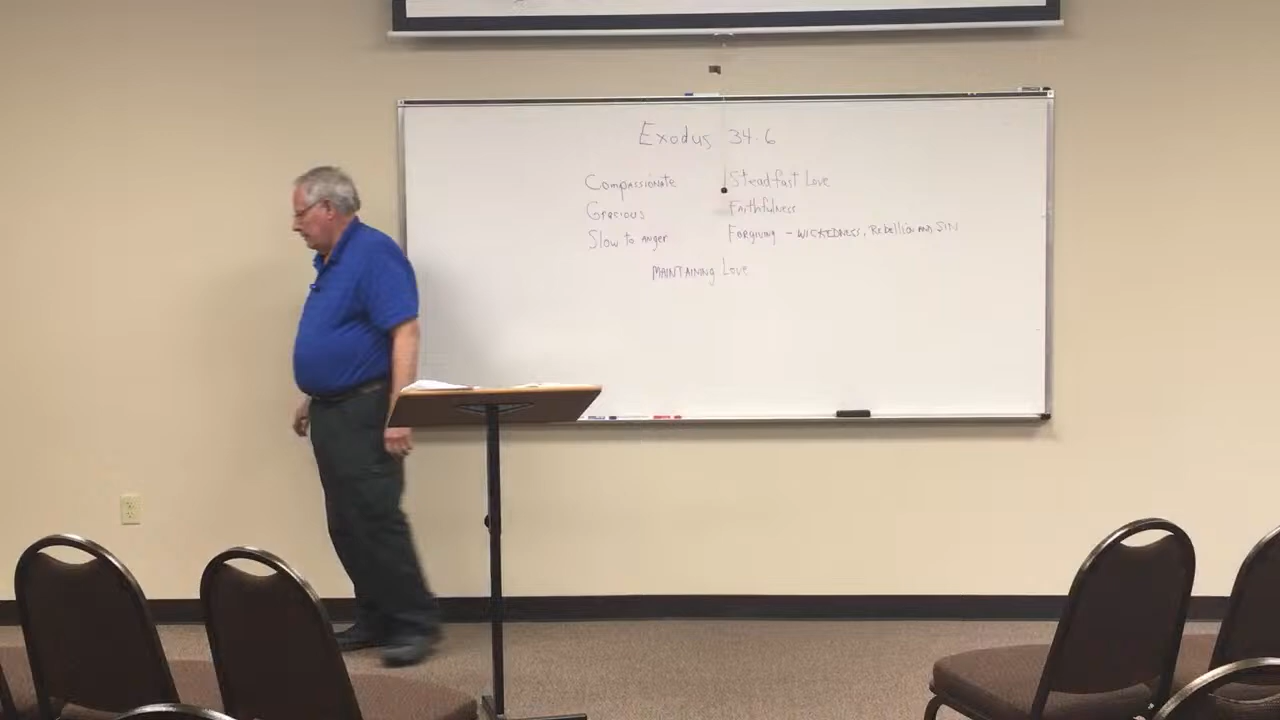 Exodus 34.6
Compassionate Steadfast Love
Gracious Faithfulness
Slow to anger Forgiving - WICKEDNESS, Rebellion AND SIN
MAINTAINING Love